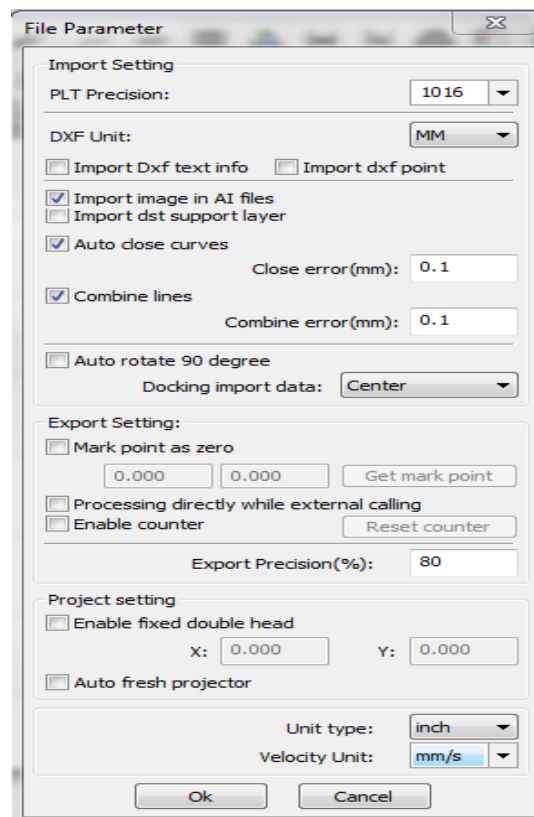 File Parameter
Import Setting
PLT Precision: 1016
DXF Unit: MM
Import Dxf text info Import dxf point
Import image in AI files
Import dst support layer
Auto close curves
Close error(mm): 0.1
Combine lines
Combine error(mm): 0.1
Auto rotate 90 degree
Docking import data: Center
Export Setting:
Mark point as zero
0.000 0.000 Get mark point
Processing directly while external calling
Enable counter Reset counter
Export Precision(%): 80
Project setting
Enable fixed double head
X: 0.000 Y: 0.000
Auto fresh projector
Unit type: inch
Velocity Unit: mm/s
Ok Cancel